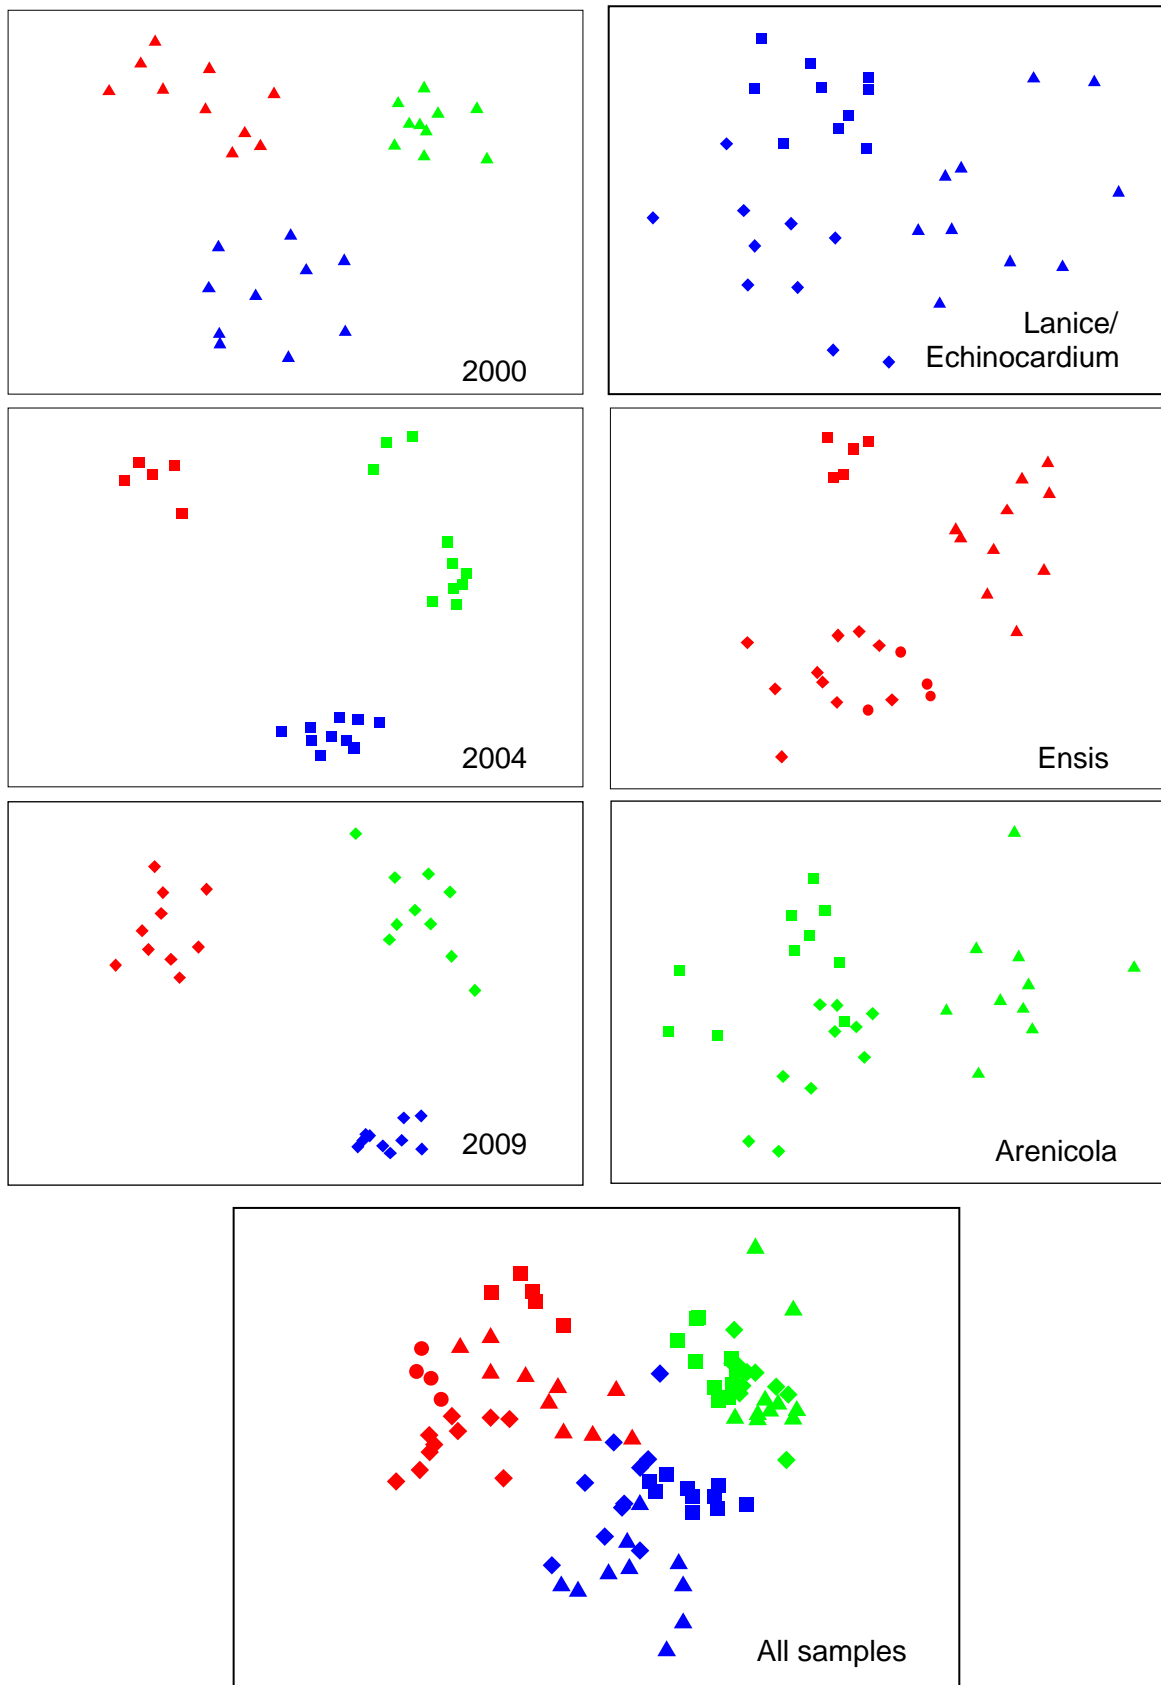 2000
Lanice/
Echinocardium
2004
Ensis
2009
Arenicola
All samples